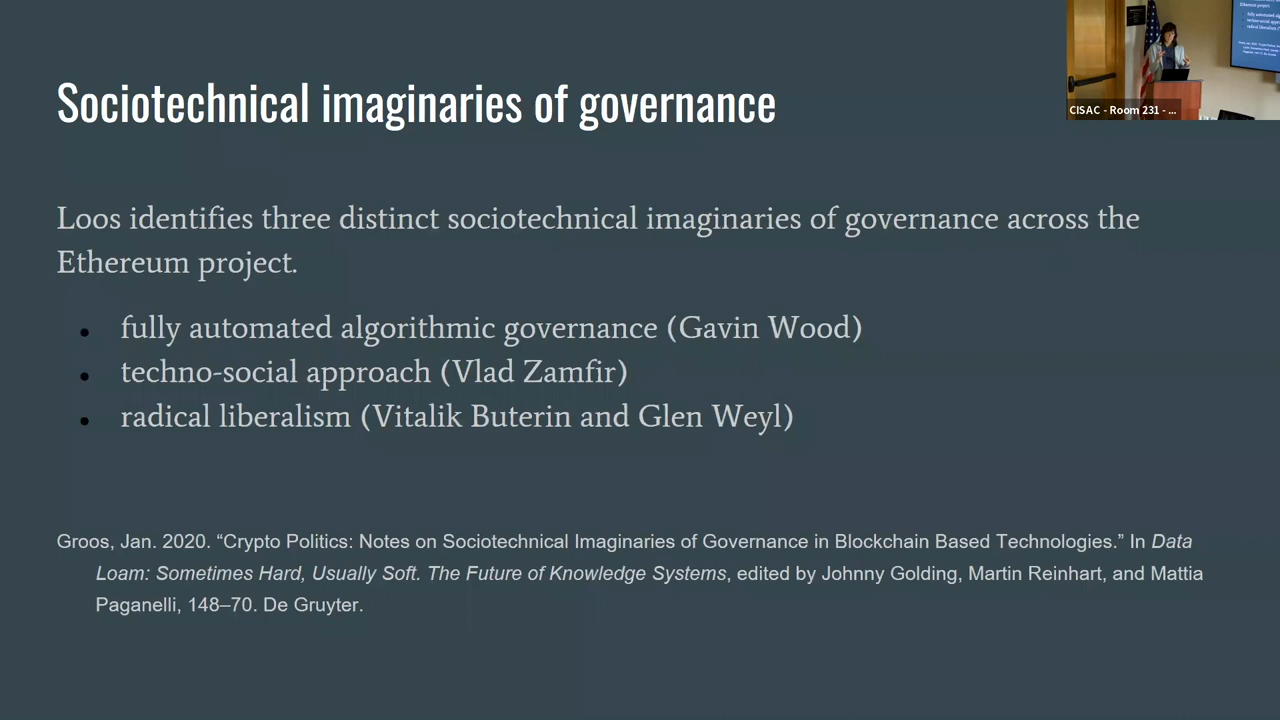 Sociotechnical imaginaries of governance
Loos identifies three distinct sociotechnical imaginaries of governance across the
Ethereum project.
• fully automated algorithmic governance (Gavin Wood)
• techno-social approach (Vlad Zamfir)
• radical liberalism (Vitalik Buterin and Glen Weyl)
Groos, Jan. 2020. “Crypto Politics: Notes on Sociotechnical Imaginaries of Governance in Blockchain Based Technologies.” In Data
Loam: Sometimes Hard, Usually Soft. The Future of Knowledge Systems, edited by Johnny Golding, Martin Reinhart, and Mattia
Paganelli, 148–70. De Gruyter.
CISAC - Room 231 - ...